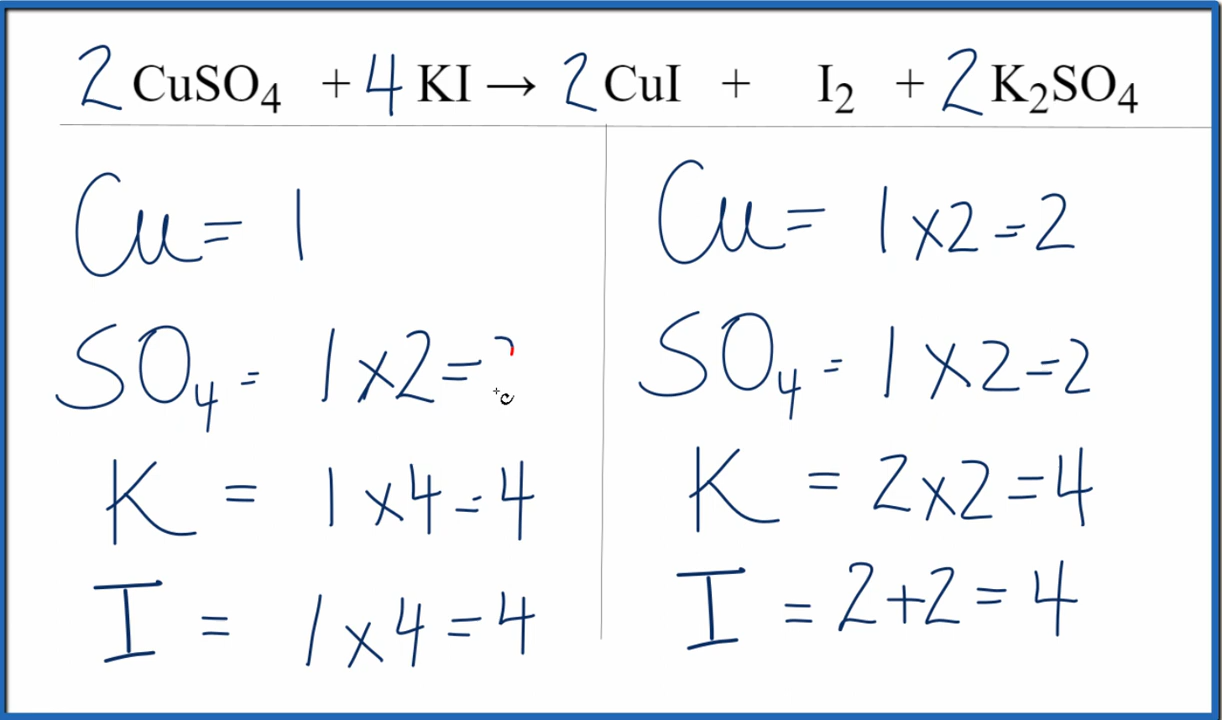 2 CuSO₄ + 4 KI → 2 CuI + I₂ + 2 K₂SO₄
Cu = 1
Cu = 1 x 2 = 2
SO₄ = 1 x 2 =
SO₄ = 1 x 2 = 2
K = 1 x 4 = 4
K = 2 x 2 = 4
I = 1 x 4 = 4
I = 2 + 2 = 4